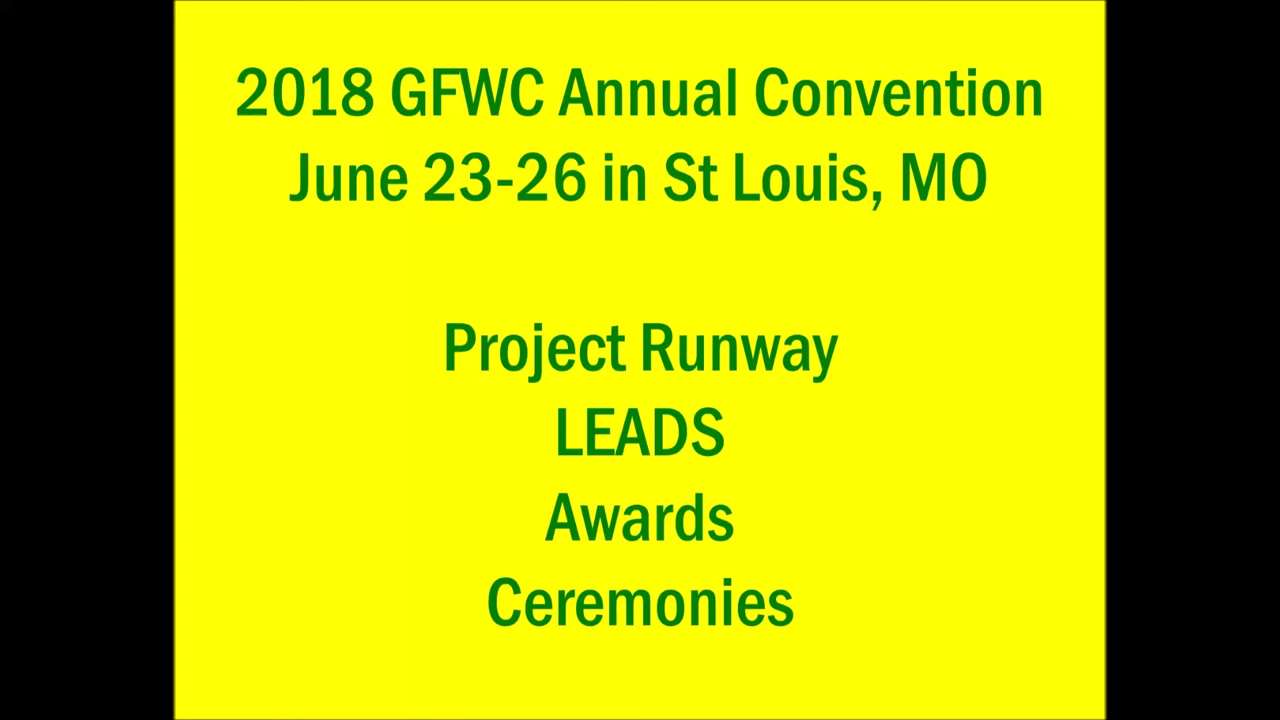 2018 GFWC Annual Convention
June 23-26 in St Louis, MO
Project Runway
LEADS
Awards
Ceremonies